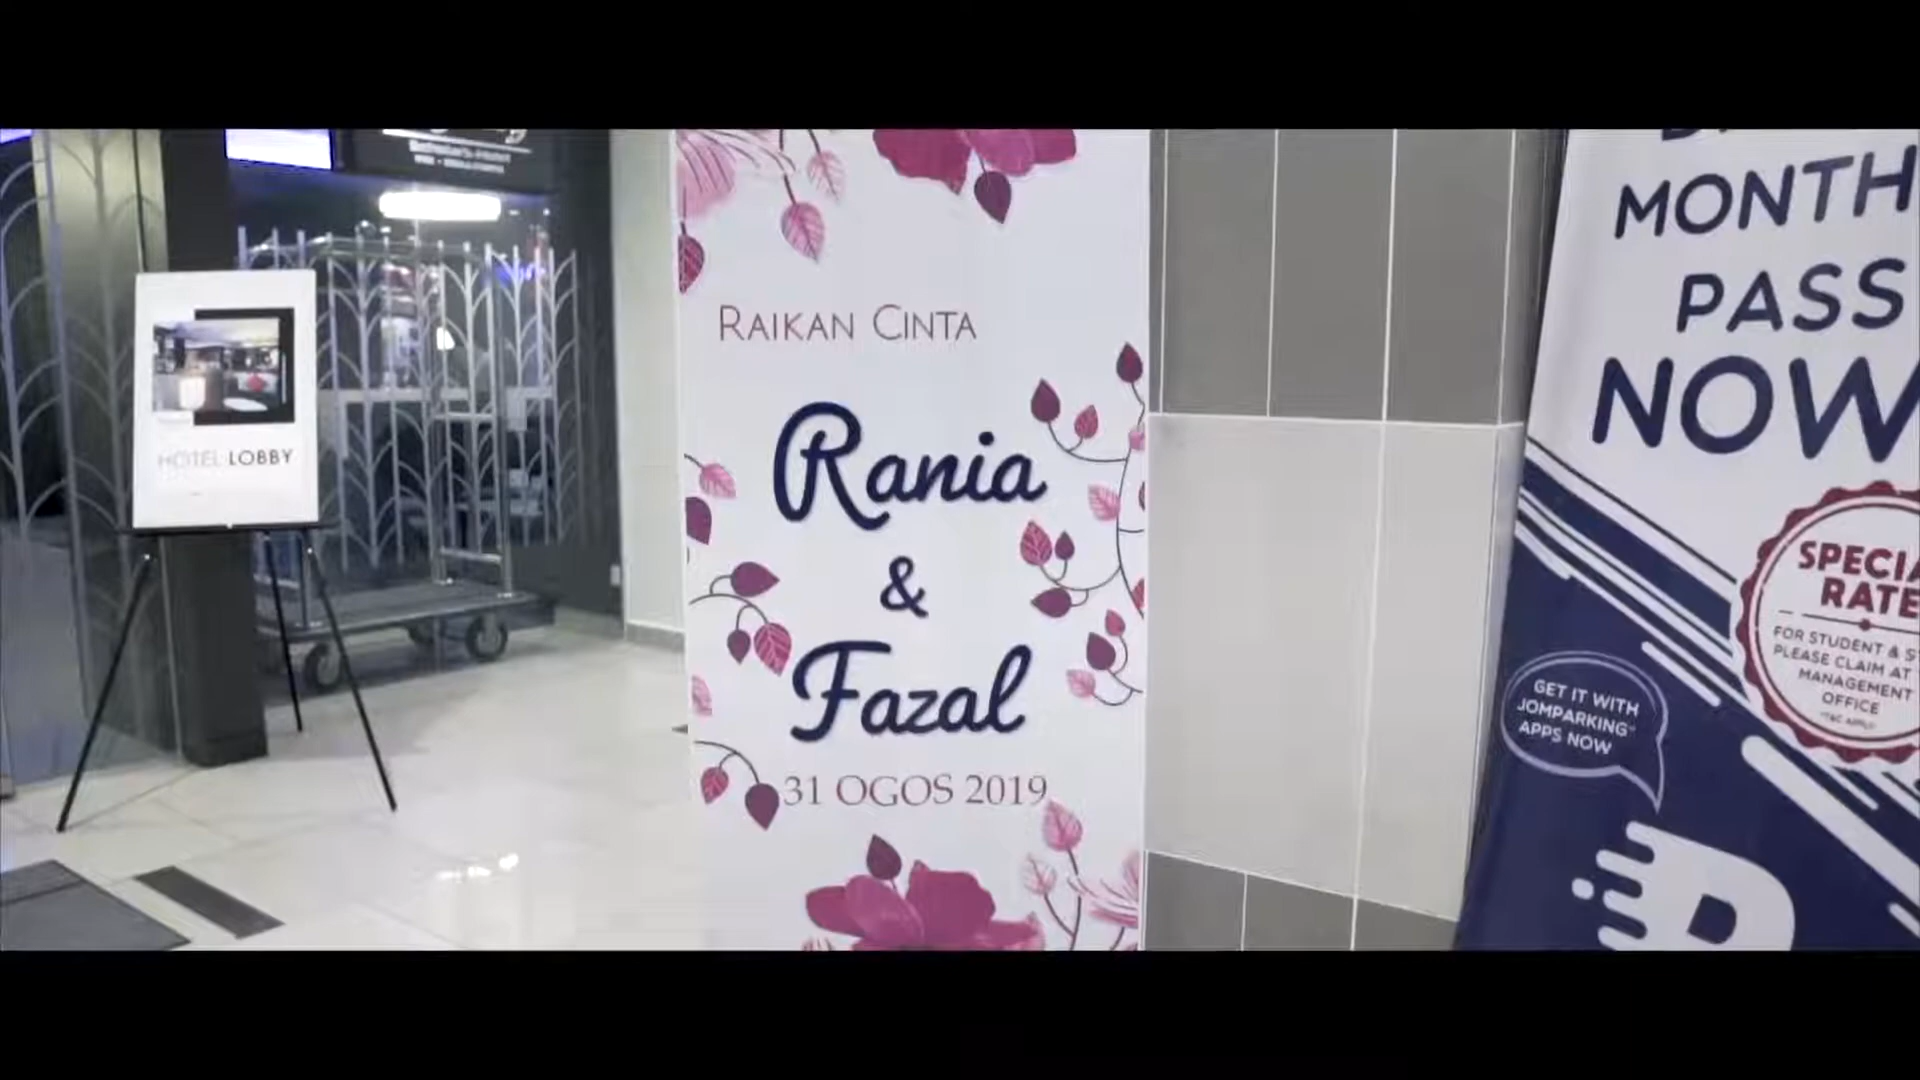 HOTEL LOBBY
RAIKAN CINTA
Rania
&
Fazal
31 OGOS 2019
MONTH
PASS
NOW
SPECIA
RATE
FOR STUDENT & S
PLEASE CLAIM AT
MANAGEMENT
OFFICE
*T&C APPLY
GET IT WITH
JOMPARKING
APPS NOW